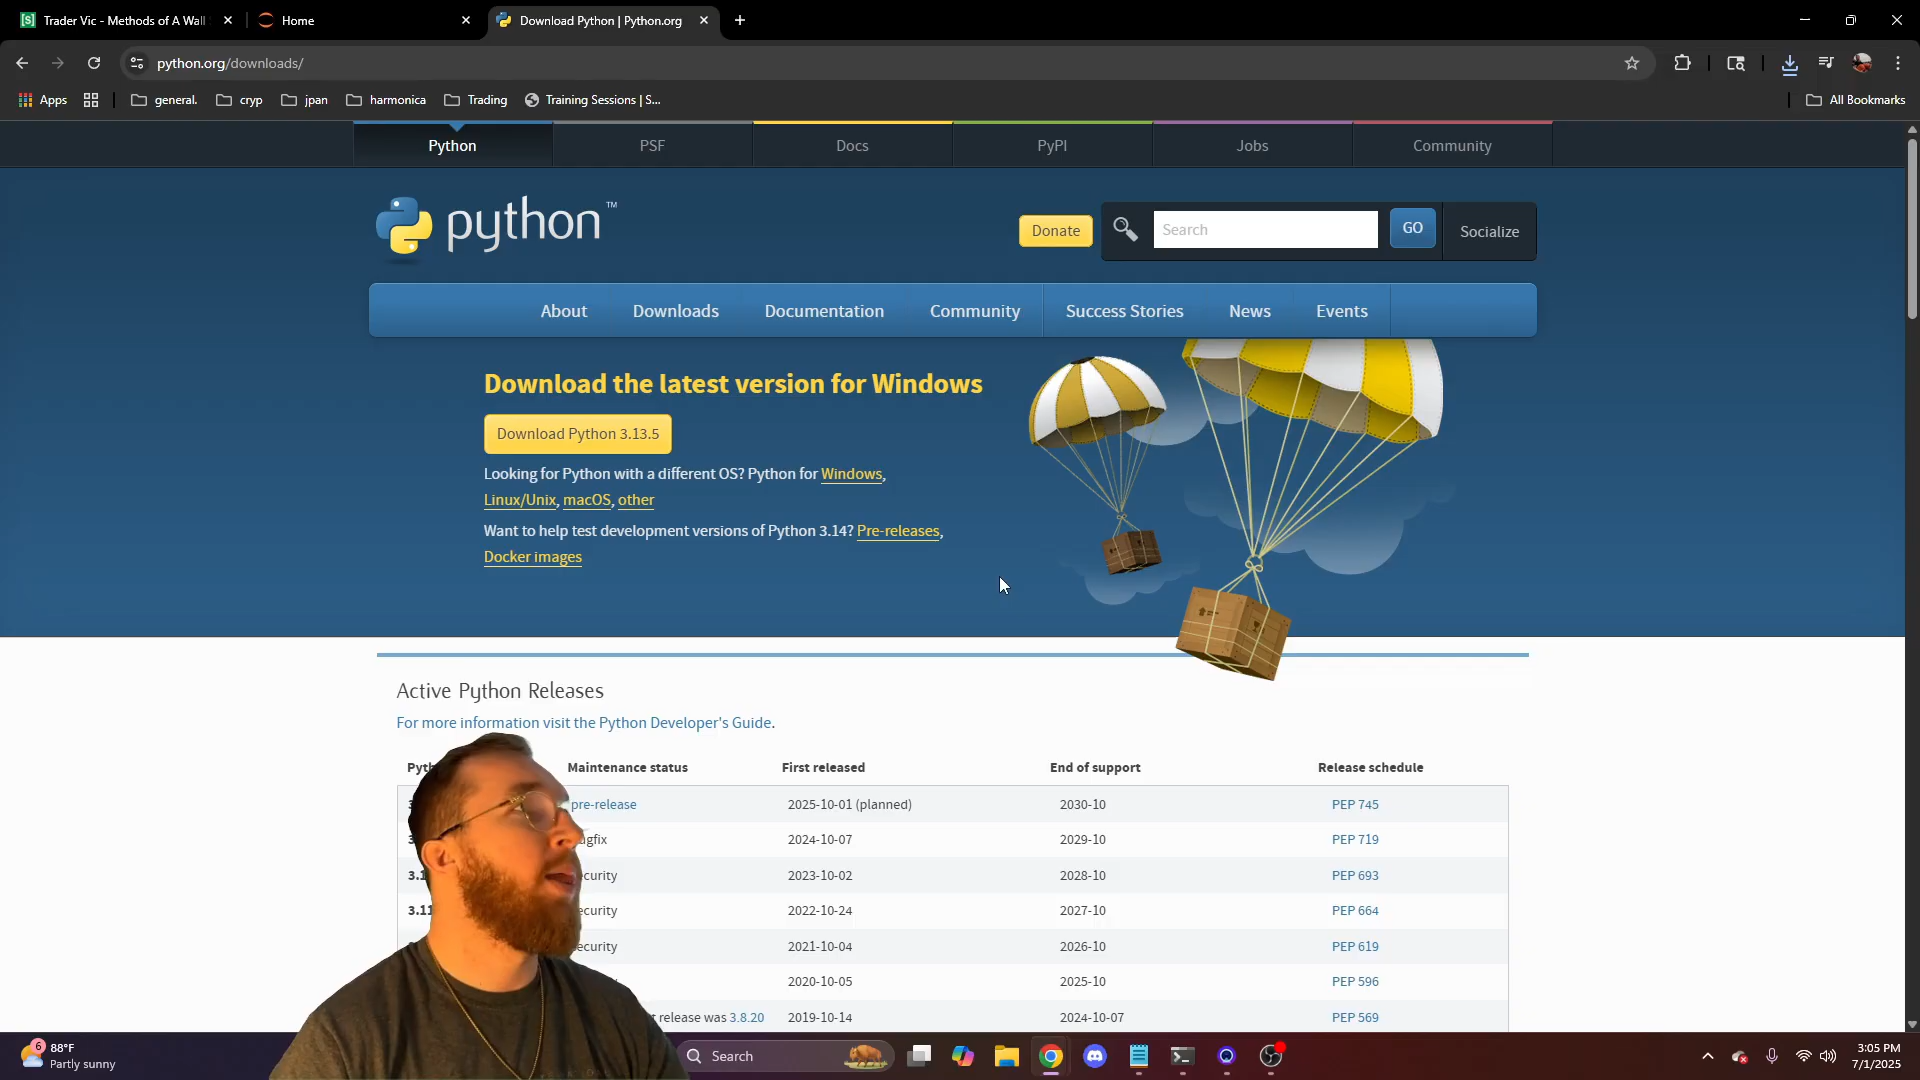 Trader Vic - Methods of A Wall
Home
Download Python | Python.org
python.org/downloads/
Apps
general.
cryp
jpan
harmonica
Trading
Training Sessions | S...
All Bookmarks
Python
PSF
Docs
PyPI
Jobs
Community
python™
Donate
Search
GO
Socialize
About
Downloads
Documentation
Community
Success Stories
News
Events
Download the latest version for Windows
Download Python 3.13.5
Looking for Python with a different OS? Python for Windows,
Linux/Unix, macOS, other
Want to help test development versions of Python 3.14? Pre-releases,
Docker images
Active Python Releases
For more information visit the Python Developer's Guide.
Maintenance status First released End of support Release schedule
pre-release 2025-10-01 (planned) 2030-10 PEP 745
2024-10-07 2029-10 PEP 719
2023-10-02 2028-10 PEP 693
3.11 2022-10-24 2027-10 PEP 664
2021-10-04 2026-10 PEP 619
2020-10-05 2025-10 PEP 596
release was 3.8.20 2019-10-14 2024-10-07 PEP 569
6
88°F
Partly sunny
Search
3:05 PM
7/1/2025